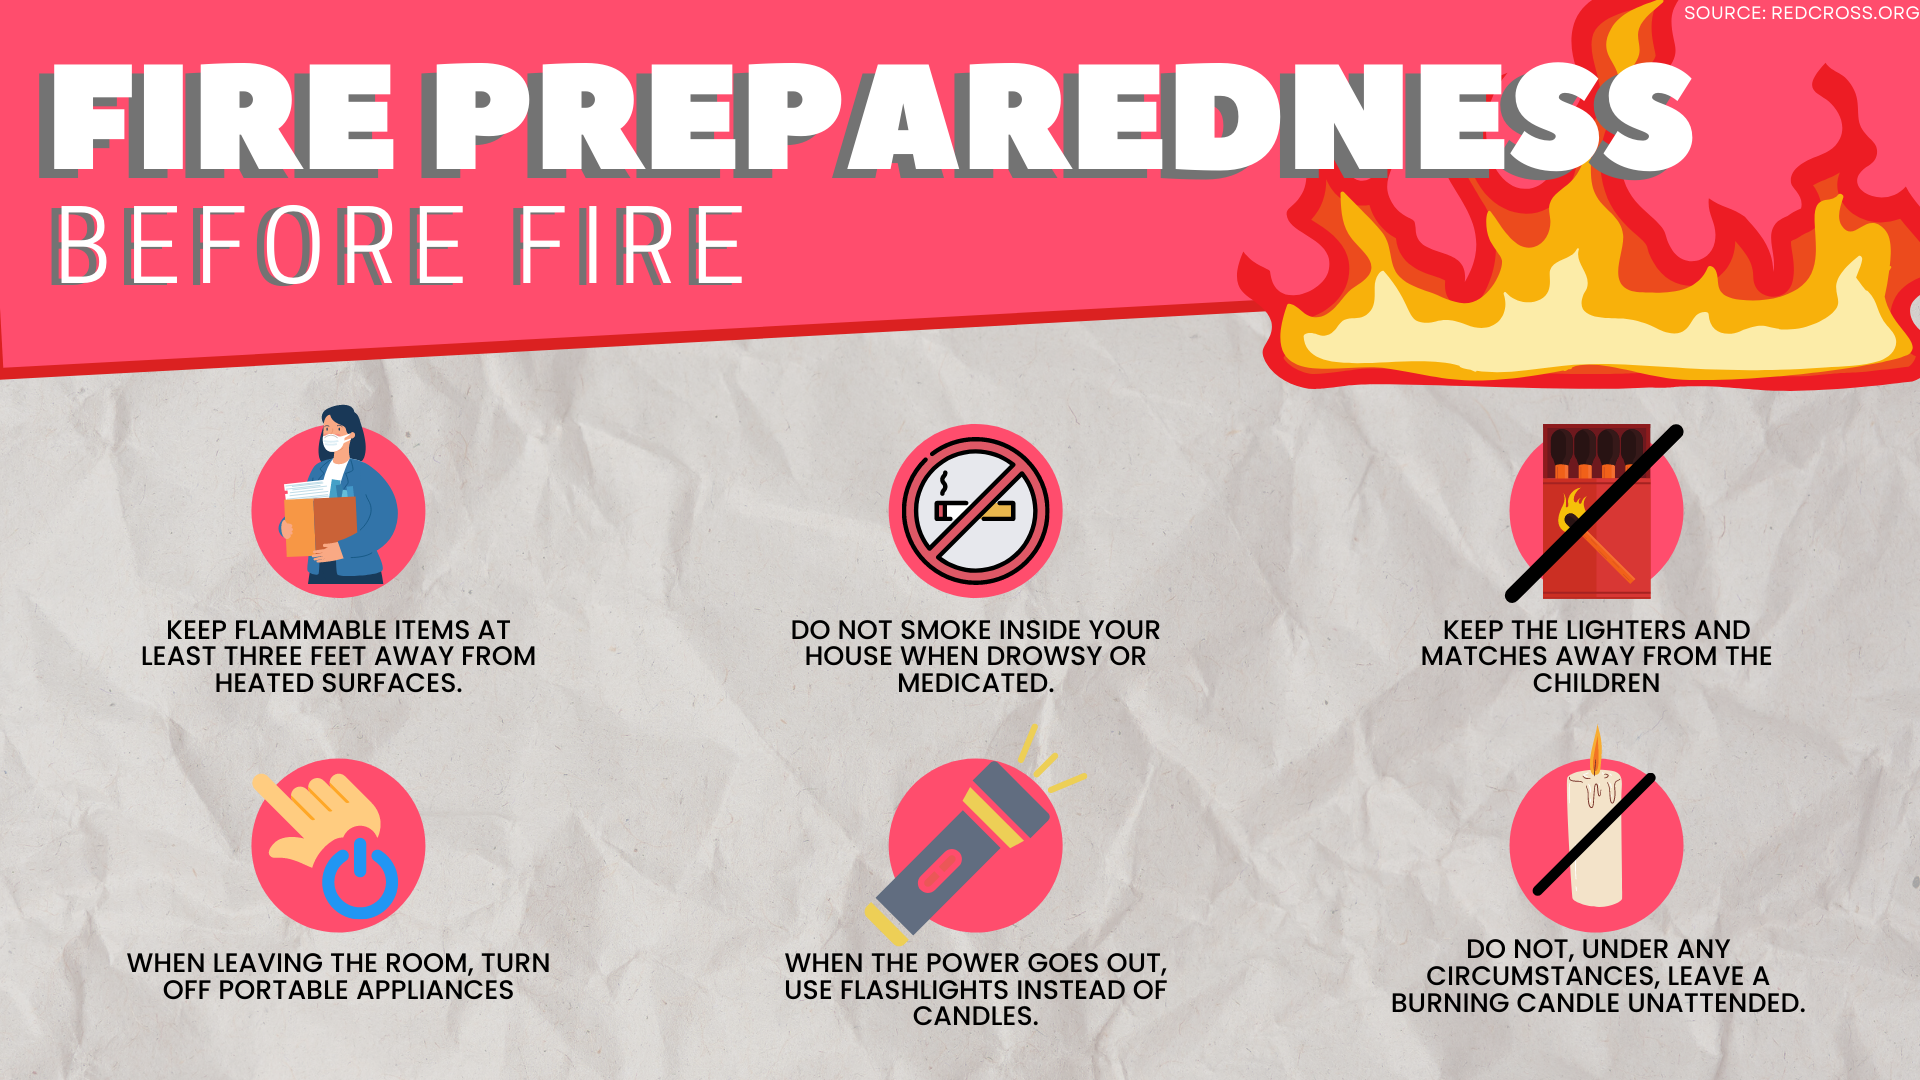 SOURCE: REDCROSS.ORG
FIRE PREPAREDNESS
BEFORE FIRE
KEEP FLAMMABLE ITEMS AT
LEAST THREE FEET AWAY FROM
HEATED SURFACES.
DO NOT SMOKE INSIDE YOUR
HOUSE WHEN DROWSY OR
MEDICATED.
KEEP THE LIGHTERS AND
MATCHES AWAY FROM THE
CHILDREN
WHEN LEAVING THE ROOM, TURN
OFF PORTABLE APPLIANCES
WHEN THE POWER GOES OUT,
USE FLASHLIGHTS INSTEAD OF
CANDLES.
DO NOT, UNDER ANY
CIRCUMSTANCES, LEAVE A
BURNING CANDLE UNATTENDED.